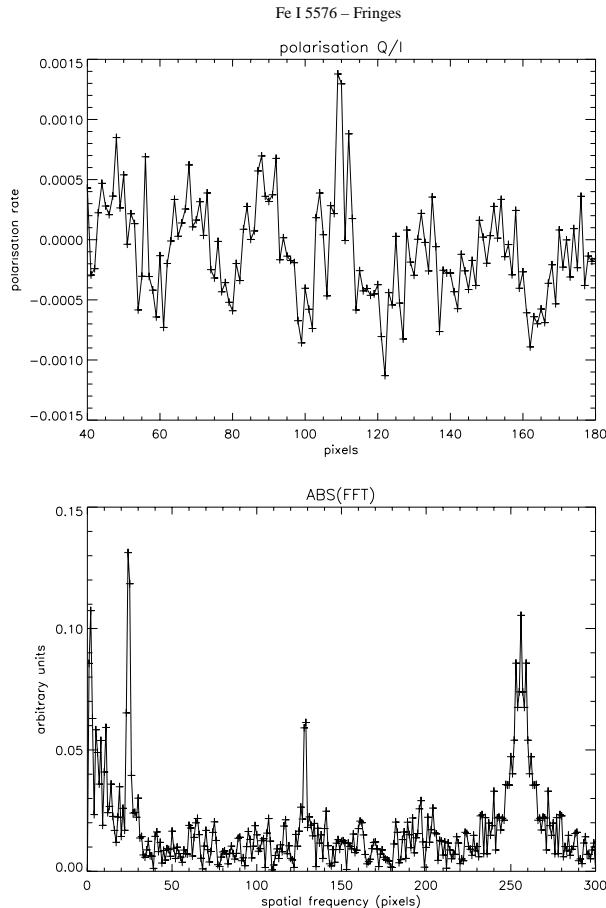 Fe I 5576 – Fringes
polarisation Q/I
0.0015
0.0010
0.0005
0.0000
−0.0005
−0.0010
−0.0015
polarisation rate
40 60 80 100 120 140 160 180
pixels
ABS(FFT)
0.15
0.10
0.05
0.00
arbitrary units
0 50 100 150 200 250 300
spatial frequency (pixels)